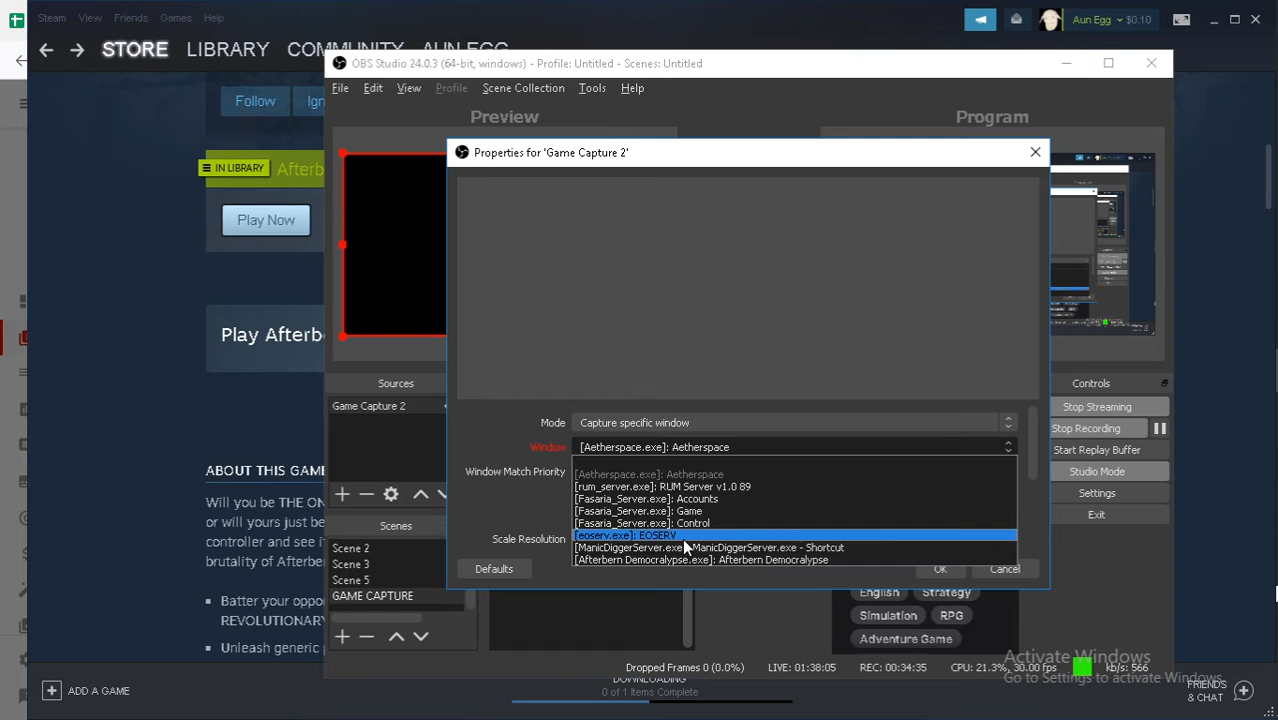 Steam View Friends Games Help
Aun Egg $0.10
STORE LIBRARY COMMUNITY AUN EGG
OBS Studio 24.0.3 (64-bit, windows) - Profile: Untitled - Scenes: Untitled
File Edit View Profile Scene Collection Tools Help
Follow
Preview Program
Properties for 'Game Capture 2'
IN LIBRARY
Play Now
Sources
Controls
Game Capture 2
Stop Streaming
Stop Recording
Start Replay Buffer
Studio Mode
Settings
Exit
Mode Capture specific window
Window [Aetherspace.exe]: Aetherspace
Window Match Priority
[Aetherspace.exe]: Aetherspace
[rum_server.exe]: RUM Server v1.0 89
[Fasaria_Server.exe]: Accounts
[Fasaria_Server.exe]: Game
[Fasaria_Server.exe]: Control
[eoserv.exe]: EOSERV
[ManicDiggerServer.exe ManicDiggerServer.exe - Shortcut
[Afterbern Democralypse.exe]: Afterbern Democralypse
Scale Resolution
Defaults OK Cancel
Scenes
Scene 2
Scene 3
Scene 5
GAME CAPTURE
ABOUT THIS GAM
Will you be THE ON
or will yours just be
controller and see it
brutality of Afterbe
Batter your oppo
REVOLUTIONARY
Unleash generic p
English Strategy
Simulation RPG
Adventure Game
Dropped Frames 0 (0.0%) LIVE: 01:38:05 REC: 00:34:35 CPU: 21.3%, 30.00 fps kb/s: 566
Activate Windows
Go to Settings to activate Windows.
ADD A GAME
DOWNLOADING
0 of 1 Items Complete
FRIENDS
& CHAT